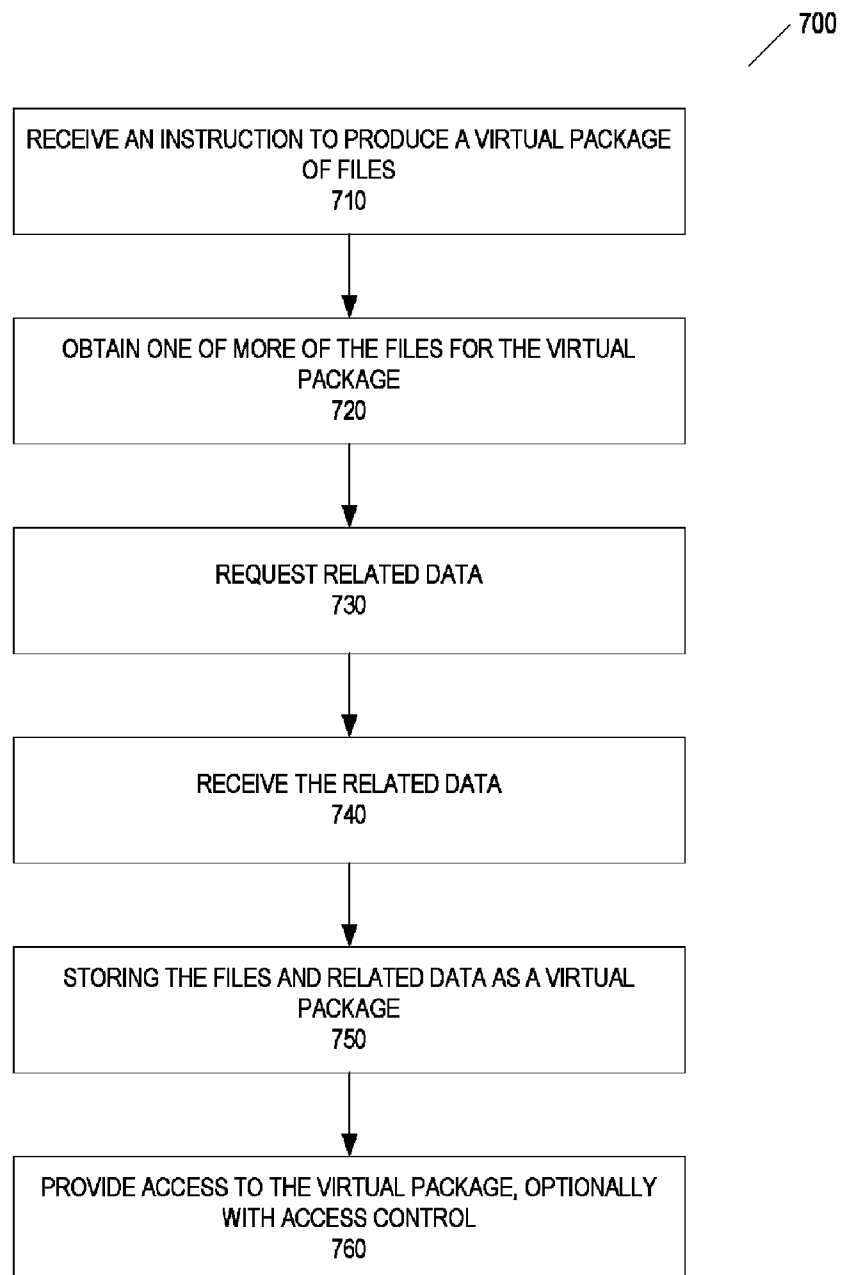 700
RECEIVE AN INSTRUCTION TO PRODUCE A VIRTUAL PACKAGE
OF FILES
710
OBTAIN ONE OF MORE OF THE FILES FOR THE VIRTUAL
PACKAGE
720
REQUEST RELATED DATA
730
RECEIVE THE RELATED DATA
740
STORING THE FILES AND RELATED DATA AS A VIRTUAL
PACKAGE
750
PROVIDE ACCESS TO THE VIRTUAL PACKAGE, OPTIONALLY
WITH ACCESS CONTROL
760